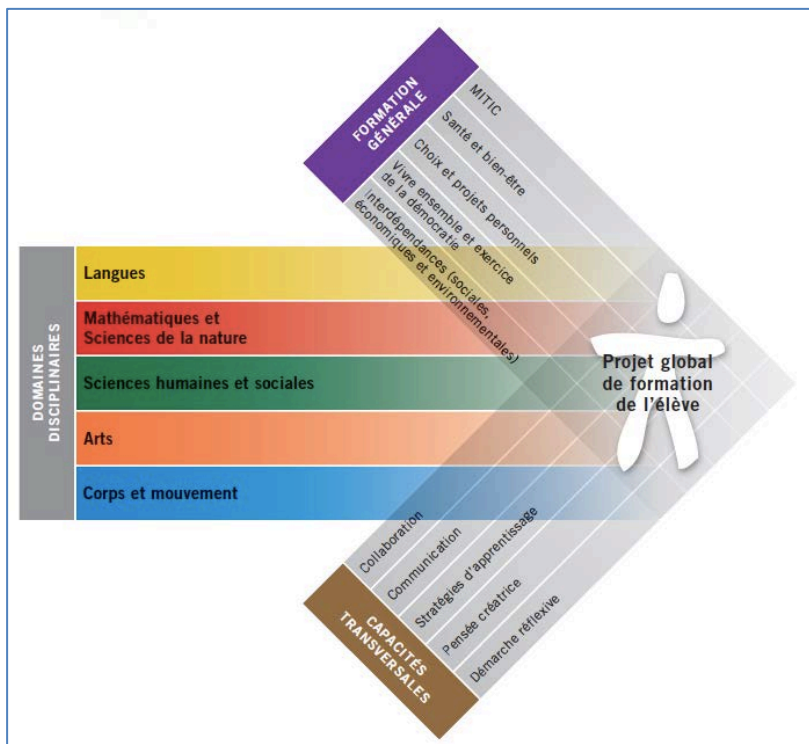 FORMATION
GÉNÉRALE
MITIC
Santé et bien-être
Choix et projets personnels
Vivre ensemble et exercice
de la démocratie
Interdépendances (sociales,
économiques et environnementales)
DOMAINES
DISCIPLINAIRES
Langues
Mathématiques et
Sciences de la nature
Sciences humaines et sociales
Arts
Corps et mouvement
Projet global
de formation
de l'élève
Collaboration
Communication
Stratégies d'apprentissage
Pensée créatrice
Démarche réflexive
CAPACITÉS
TRANSVERSALES